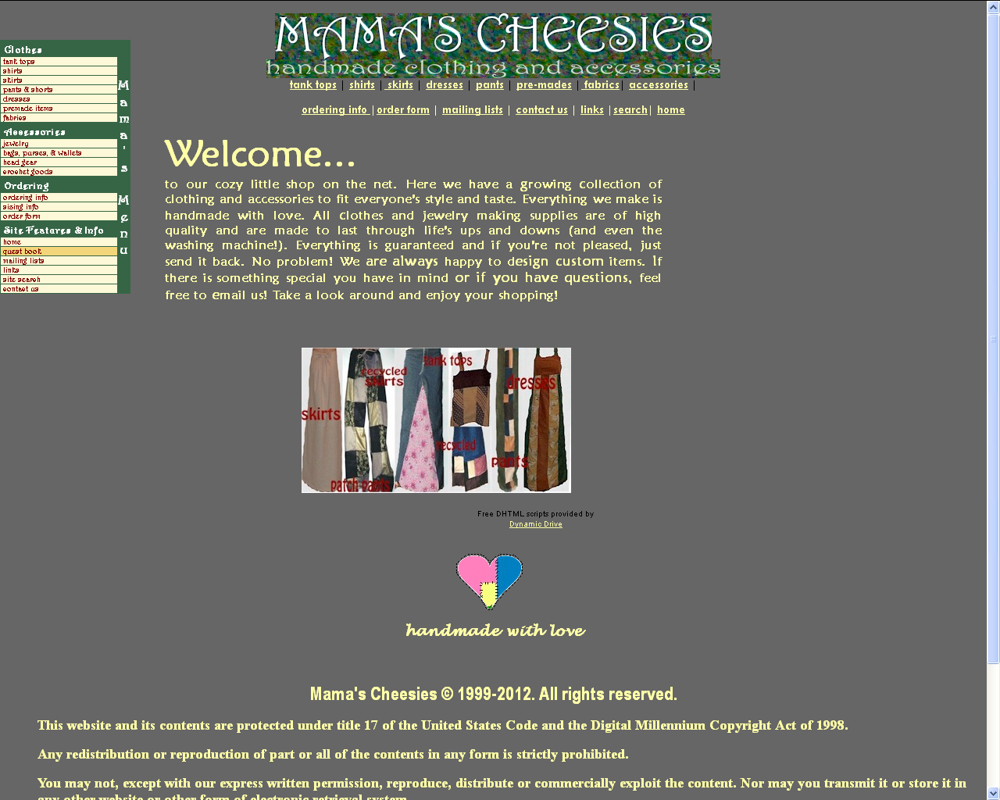 MAMA'S CHEESIES
handmade clothing and accessories
tank tops | shirts | skirts | dresses | pants | pre-mades | fabrics | accessories |
ordering info | order form | mailing lists | contact us | links | search | home
Clothes
tank tops
shirts
skirts
pants & shorts
dresses
premade items
fabrics
Accessories
jewelry
bags, purses, & wallets
head gear
crochet goods
Ordering
ordering info
sizing info
order form
Site Features & Info
home
guest book
mailing lists
links
site search
contact us
Mama's Menu
Welcome...
to our cozy little shop on the net. Here we have a growing collection of
clothing and accessories to fit everyone's style and taste. Everything we make is
handmade with love. All clothes and jewelry making supplies are of high
quality and are made to last through life's ups and downs (and even the
washing machine!). Everything is guaranteed and if you're not pleased, just
send it back. No problem! We are always happy to design custom items. If
there is something special you have in mind or if you have questions, feel
free to email us! Take a look around and enjoy your shopping!
skirts
patch pants
recycled skirts
tank tops
recycled
pants
dresses
Free DHTML scripts provided by
Dynamic Drive
handmade with love
Mama's Cheesies © 1999-2012. All rights reserved.
This website and its contents are protected under title 17 of the United States Code and the Digital Millennium Copyright Act of 1998.
Any redistribution or reproduction of part or all of the contents in any form is strictly prohibited.
You may not, except with our express written permission, reproduce, distribute or commercially exploit the content. Nor may you transmit it or store it in
any other website or other form of electronic retrieval system.